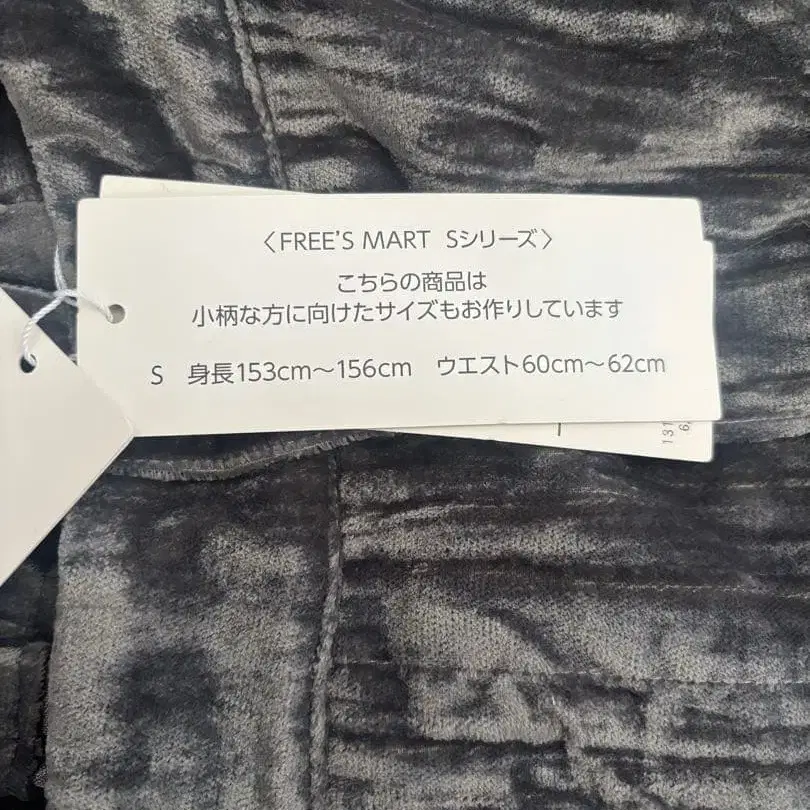 〈FREE'S MART Sシリーズ〉
こちらの商品は
小柄な方に向けたサイズもお作りしています
S 身長153cm～156cm ウエスト60cm～62cm